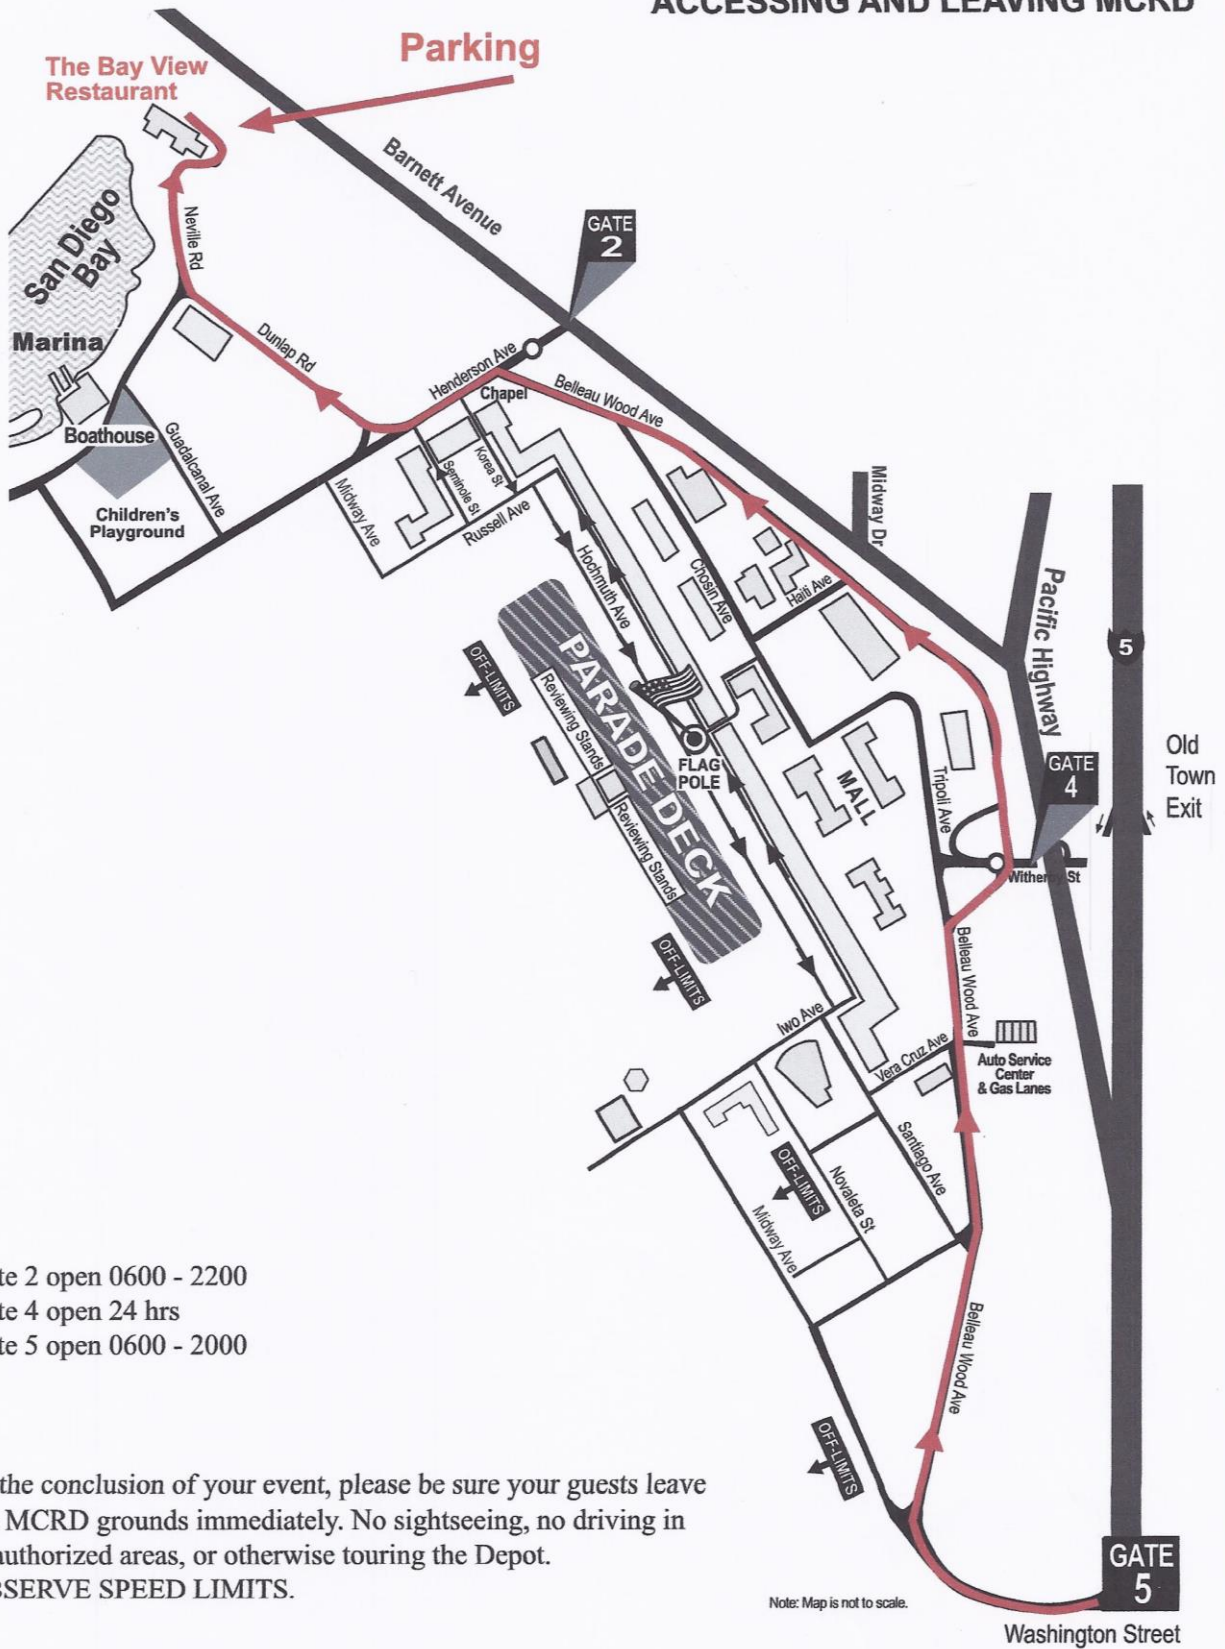 ACCESSING AND LEAVING MCRD
Parking
The Bay View
Restaurant
Barnett Avenue
GATE
2
San Diego
Bay
Neville Rd
Marina
Dunlap Rd
Henderson Ave
Belleau Wood Ave
Chapel
Boathouse
Guadalcanal Ave
Children's
Playground
Midway Ave
Seminole St
Korea St
Russell Ave
Midway Dr
Hochmuth Ave
Chosin Ave
Haiti Ave
Pacific Highway
5
OFF-LIMITS
PARADE DECK
Reviewing Stands
Reviewing Stands
FLAG
POLE
MALL
Tripoli Ave
GATE
4
Old
Town
Exit
Witherby St
OFF-LIMITS
Belleau Wood Ave
Iwo Ave
Vera Cruz Ave
Auto Service
Center
& Gas Lanes
OFF-LIMITS
Santiago Ave
Novaleta St
Midway Ave
te 2 open 0600 - 2200
te 4 open 24 hrs
te 5 open 0600 - 2000
Belleau Wood Ave
OFF-LIMITS
the conclusion of your event, please be sure your guests leave
MCRD grounds immediately. No sightseeing, no driving in
authorized areas, or otherwise touring the Depot.
SERVE SPEED LIMITS.
GATE
5
Note: Map is not to scale.
Washington Street